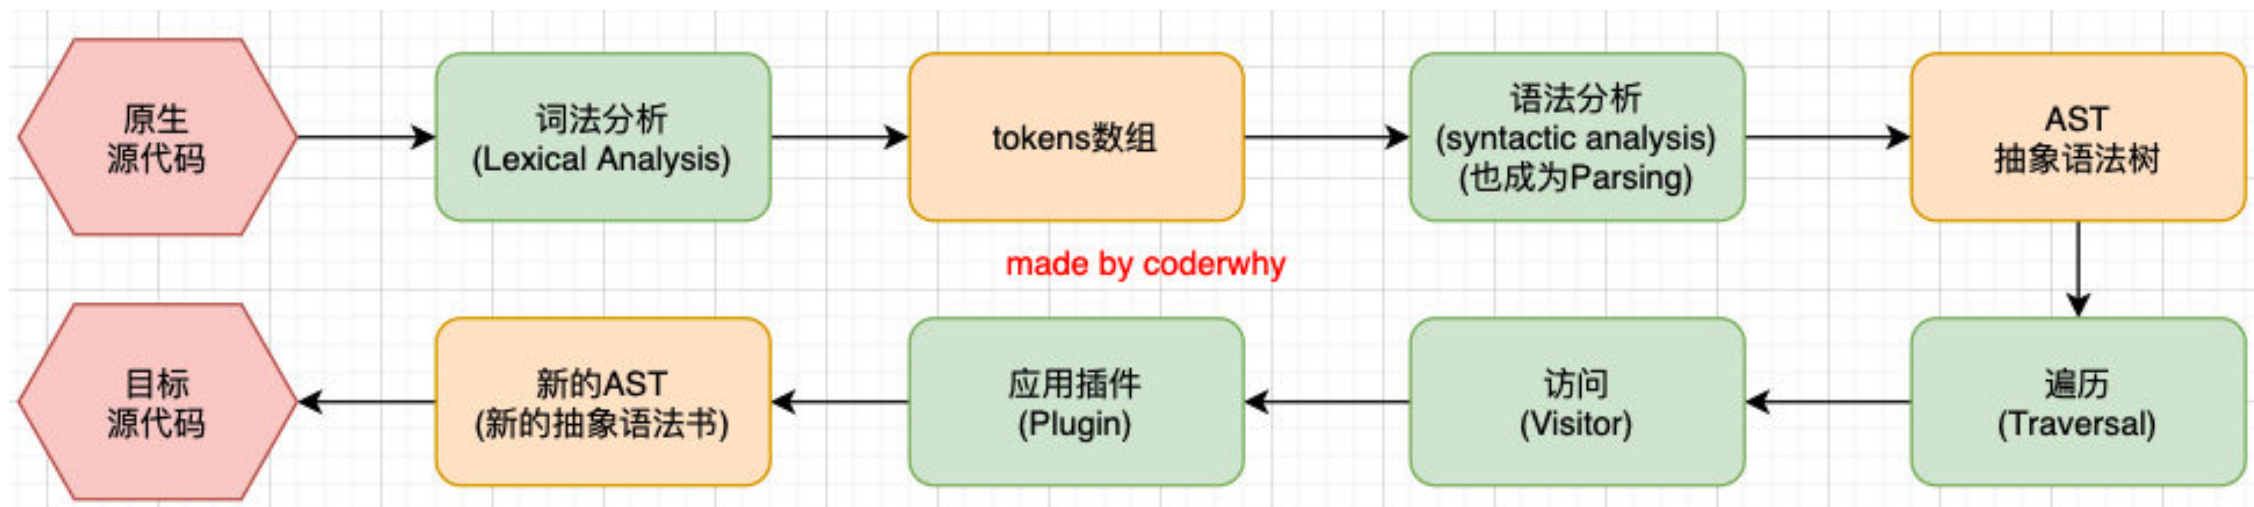 原生
源代码
词法分析
(Lexical Analysis)
tokens数组
语法分析
(syntactic analysis)
(也成为Parsing)
AST
抽象语法树
made by coderwhy
目标
源代码
新的AST
(新的抽象语法书)
应用插件
(Plugin)
访问
(Visitor)
遍历
(Traversal)